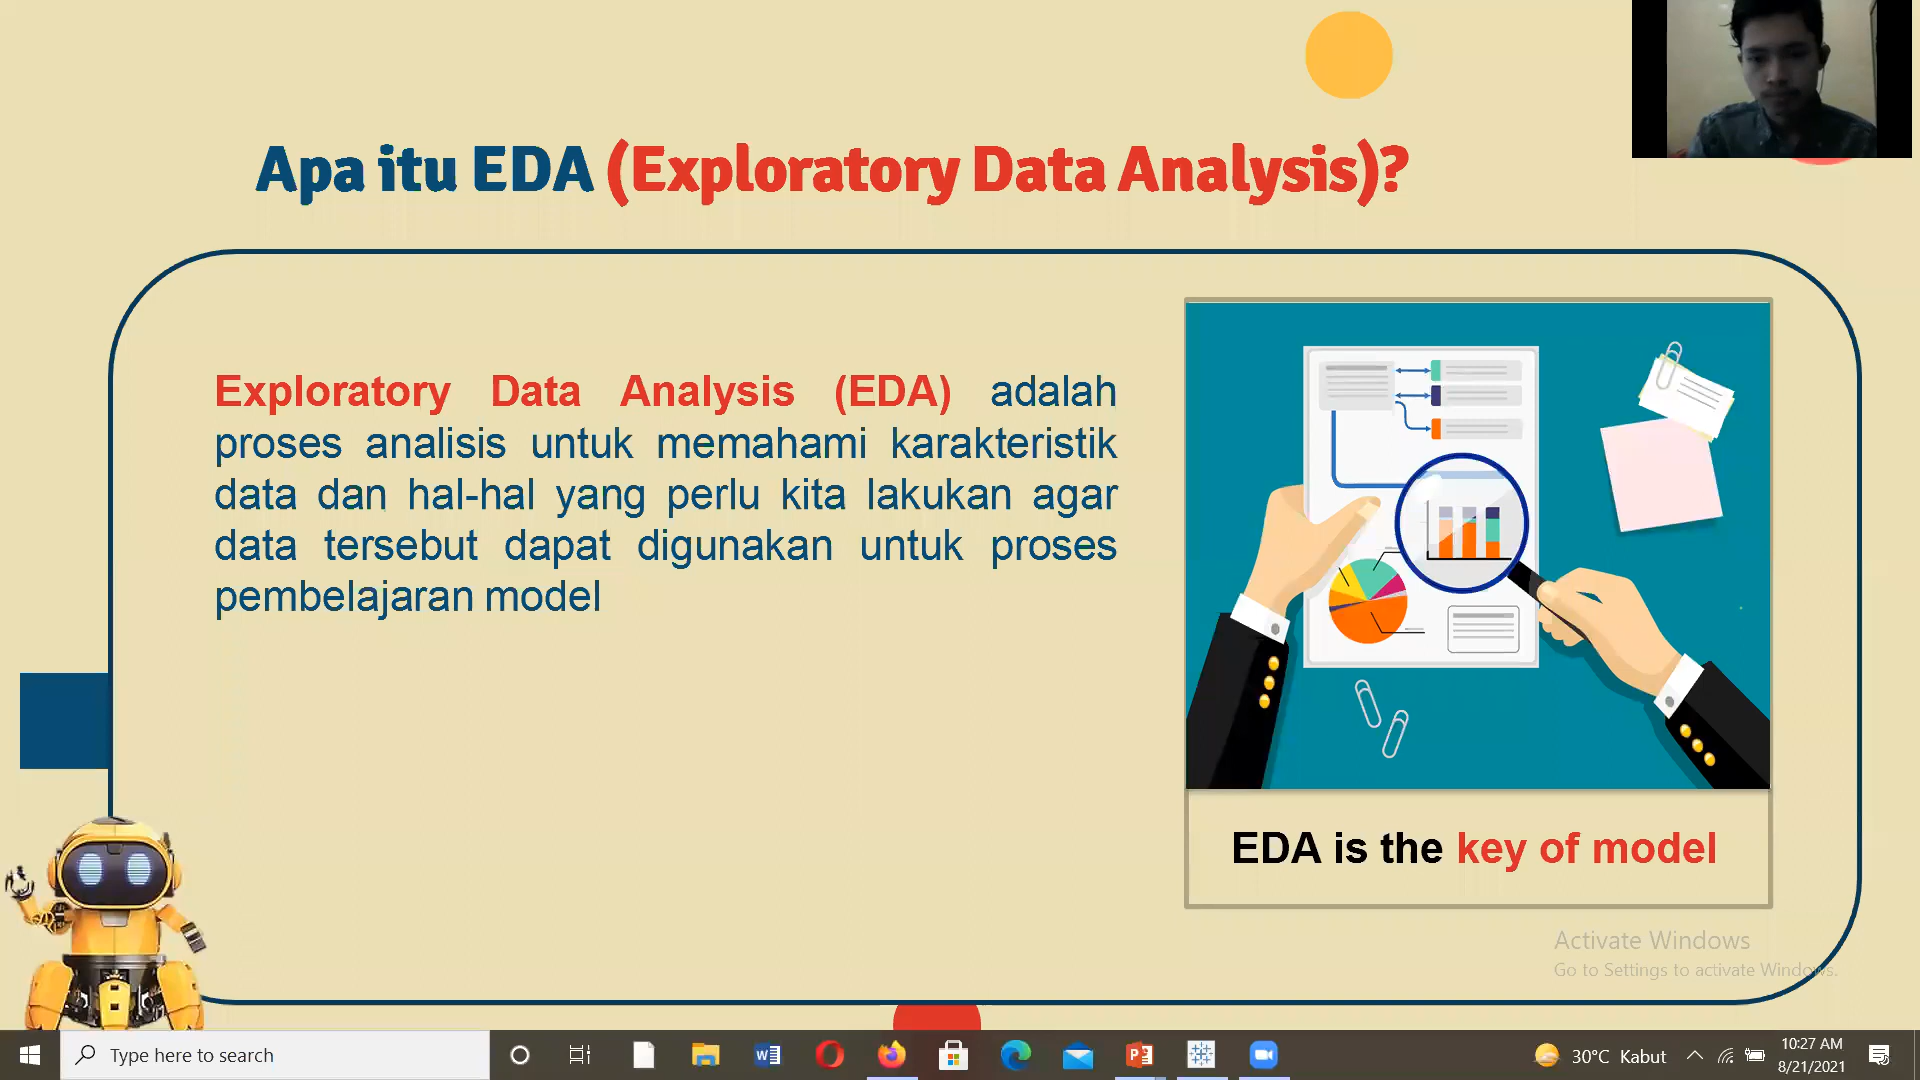 Apa itu EDA (Exploratory Data Analysis)?
Exploratory Data Analysis (EDA) adalah
proses analisis untuk memahami karakteristik
data dan hal-hal yang perlu kita lakukan agar
data tersebut dapat digunakan untuk proses
pembelajaran model
EDA is the key of model
Activate Windows
Go to Settings to activate Windows.
Type here to search
30°C Kabut
10:27 AM
8/21/2021